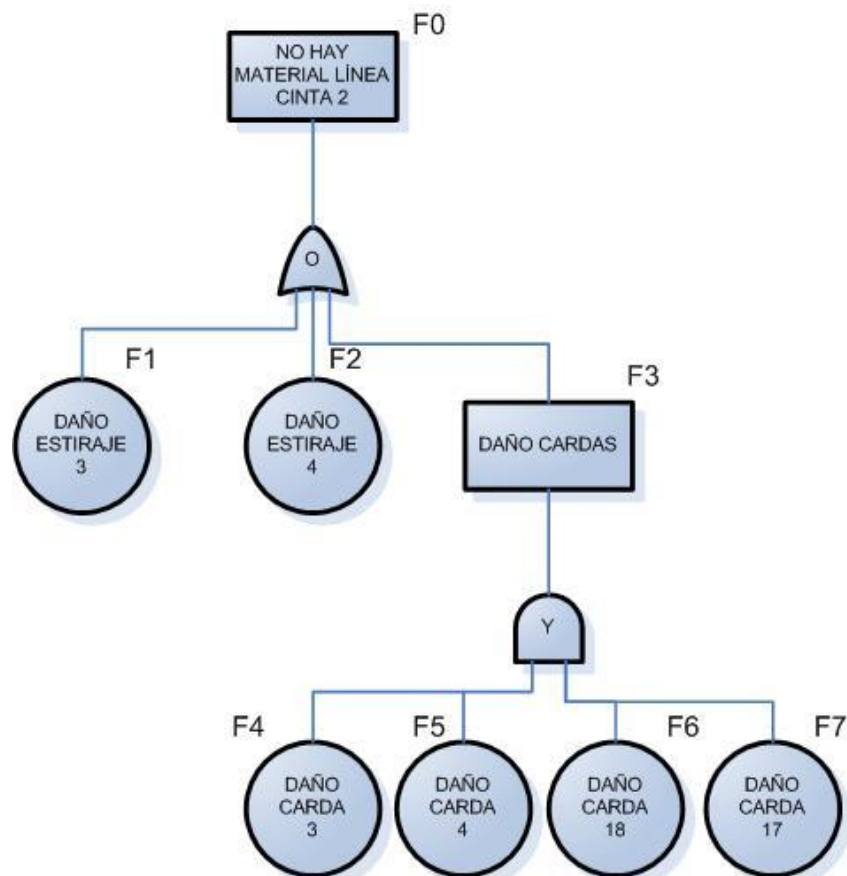 F0
NO HAY
MATERIAL LÍNEA
CINTA 2
O
F1
DAÑO
ESTIRAJE
3
F2
DAÑO
ESTIRAJE
4
F3
DAÑO CARDAS
Y
F4
DAÑO
CARDA
3
F5
DAÑO
CARDA
4
F6
DAÑO
CARDA
18
F7
DAÑO
CARDA
17